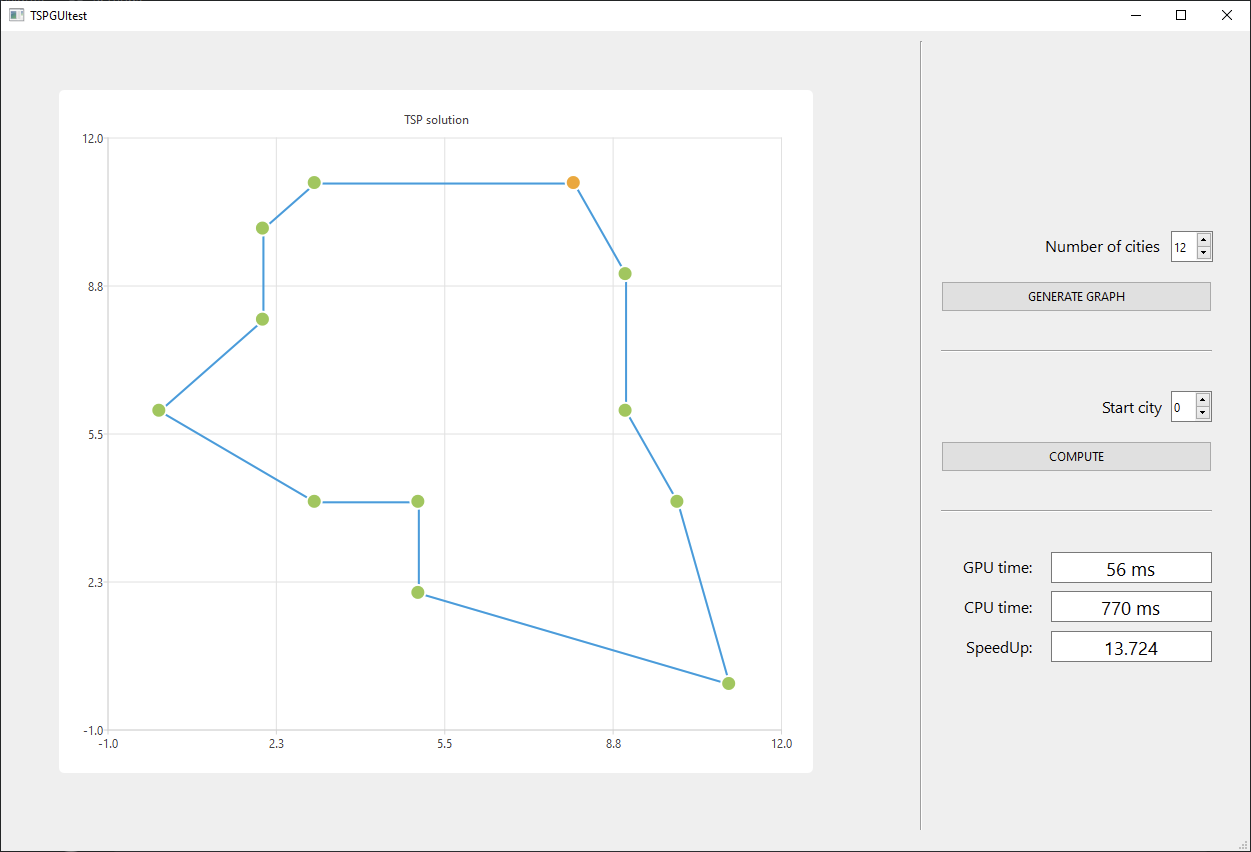 TSPGUItest
TSP solution
12.0
8.8
5.5
2.3
-1.0
-1.0 2.3 5.5 8.8 12.0
Number of cities 12
GENERATE GRAPH
Start city 0
COMPUTE
GPU time: 56 ms
CPU time: 770 ms
SpeedUp: 13.724